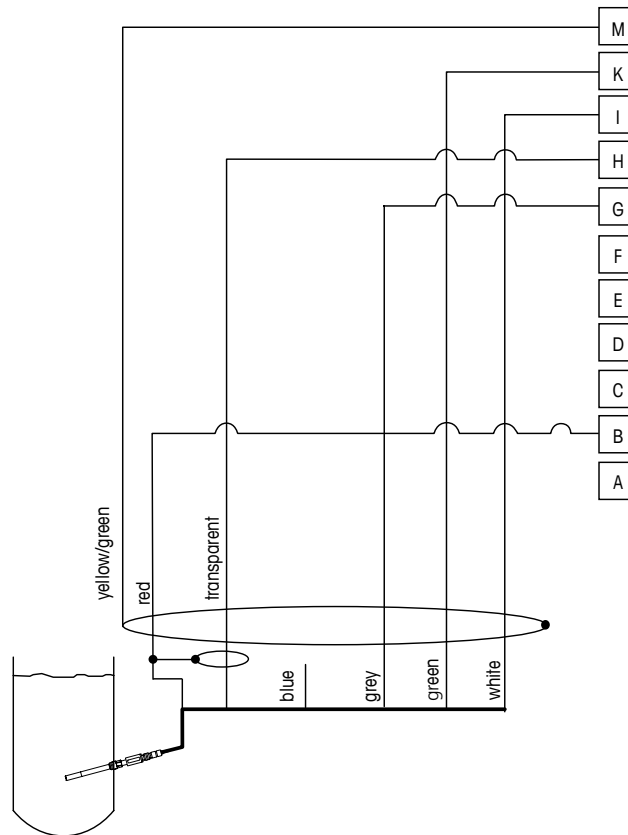 M
K
I
H
G
F
E
D
C
B
A
yellow/green
red
transparent
blue
grey
green
white